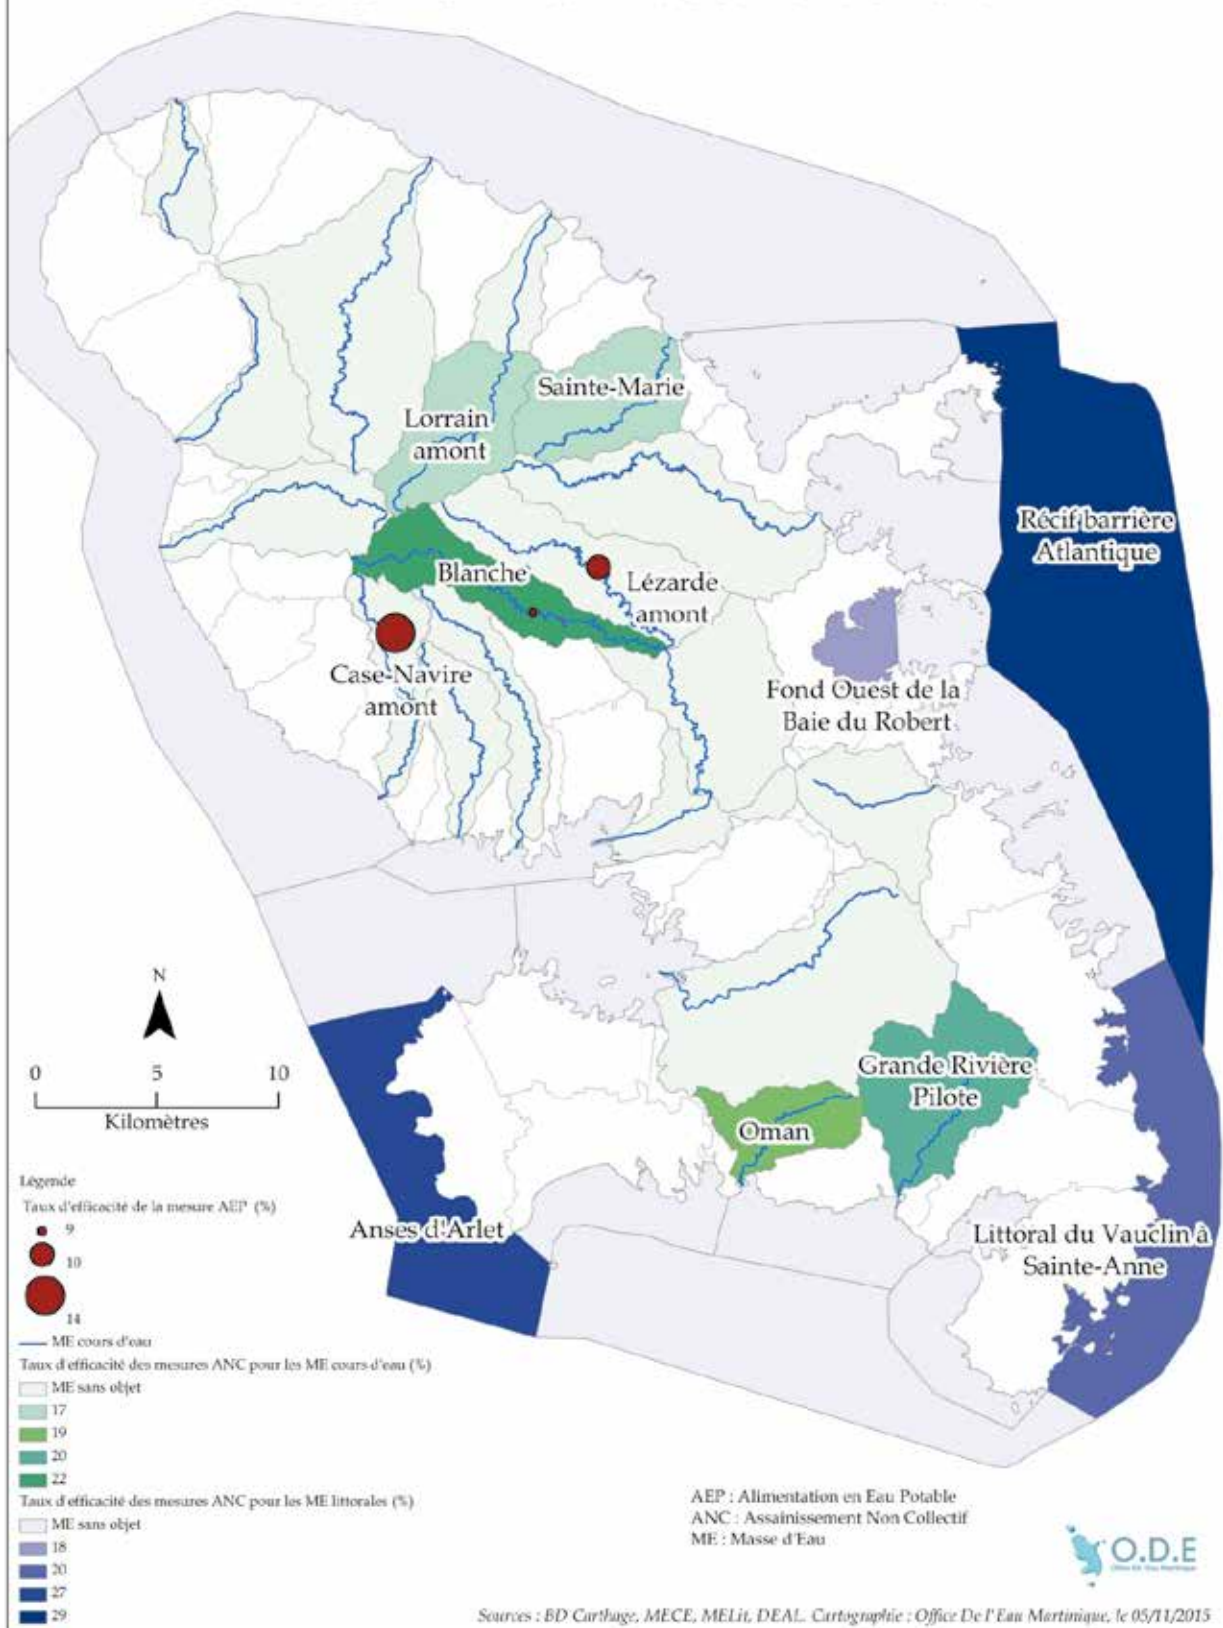 Sainte-Marie
Lorrain
amont
Récif barrière
Atlantique
Blanche
Lézarde
amont
Case-Navire
amont
Fond Ouest de la
Baie du Robert
N
0 5 10
Kilomètres
Grande Rivière
Pilote
Oman
Anses d'Arlet
Littoral du Vauclin à
Sainte-Anne
Légende
Taux d'efficacité de la mesure AEP (%)
9
10
14
ME cours d'eau
Taux d'efficacité des mesures ANC pour les ME cours d'eau (%)
ME sans objet
17
19
20
22
Taux d'efficacité des mesures ANC pour les ME littorales (%)
ME sans objet
18
20
27
29
AEP : Alimentation en Eau Potable
ANC : Assainissement Non Collectif
ME : Masse d'Eau
O.D.E
Sources : BD Carthage, MECE, MELit, DEAL. Cartographie : Office De l'Eau Martinique, le 05/11/2015